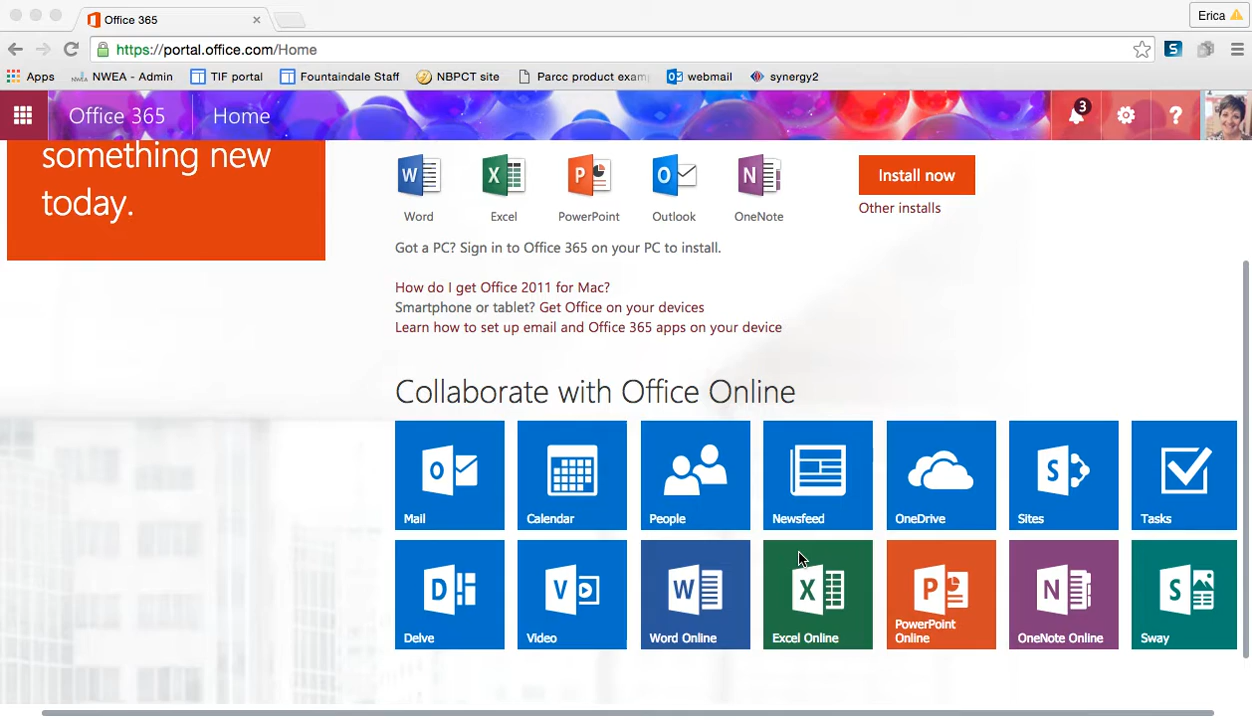 Office 365
Erica
https://portal.office.com/Home
Apps
NWEA - Admin
TIF portal
Fountaindale Staff
NBPCT site
Parcc product exam
webmail
synergy2
Office 365
Home
3
?
something new
today.
Word
Excel
PowerPoint
Outlook
OneNote
Install now
Other installs
Got a PC? Sign in to Office 365 on your PC to install.
How do I get Office 2011 for Mac?
Smartphone or tablet? Get Office on your devices
Learn how to set up email and Office 365 apps on your device
Collaborate with Office Online
Mail
Calendar
People
Newsfeed
OneDrive
Sites
Tasks
Delve
Video
Word Online
Excel Online
PowerPoint
Online
OneNote Online
Sway